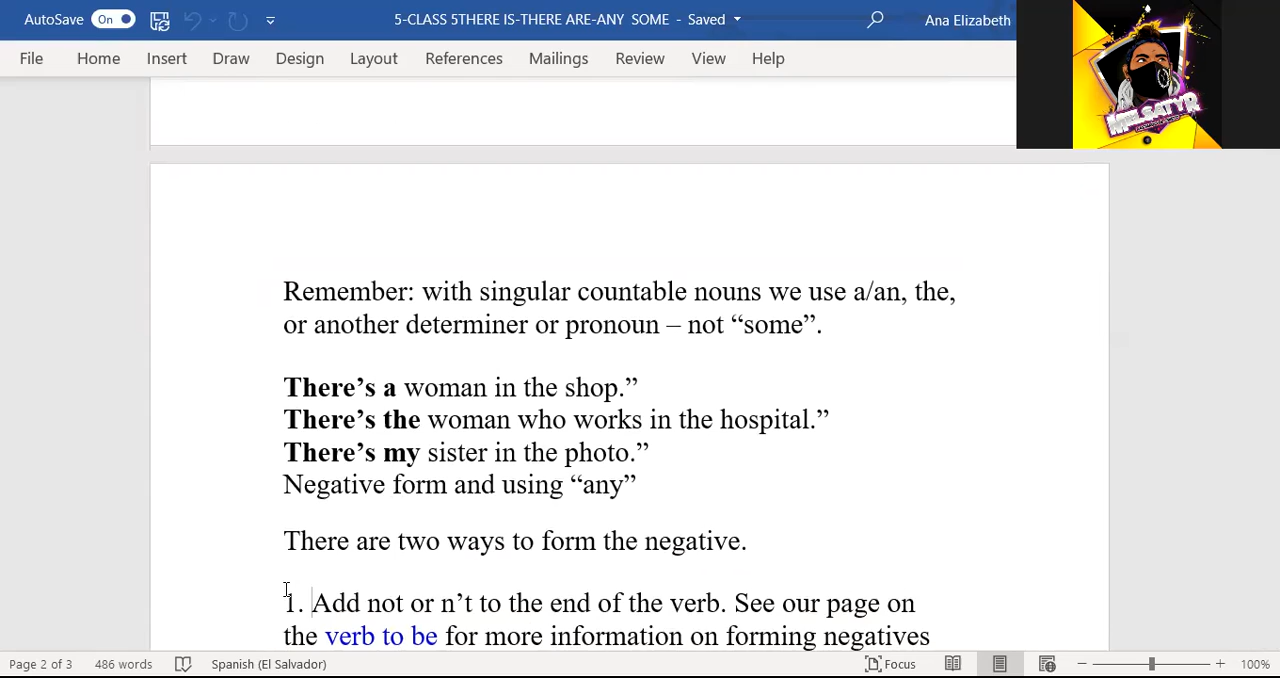 AutoSave On 5-CLASS 5THERE IS-THERE ARE-ANY SOME - Saved Ana Elizabeth
File Home Insert Draw Design Layout References Mailings Review View Help
Remember: with singular countable nouns we use a/an, the,
or another determiner or pronoun – not “some”.
There’s a woman in the shop.”
There’s the woman who works in the hospital.”
There’s my sister in the photo.”
Negative form and using “any”
There are two ways to form the negative.
1. Add not or n’t to the end of the verb. See our page on
the verb to be for more information on forming negatives
Page 2 of 3 486 words Spanish (El Salvador) Focus 100%